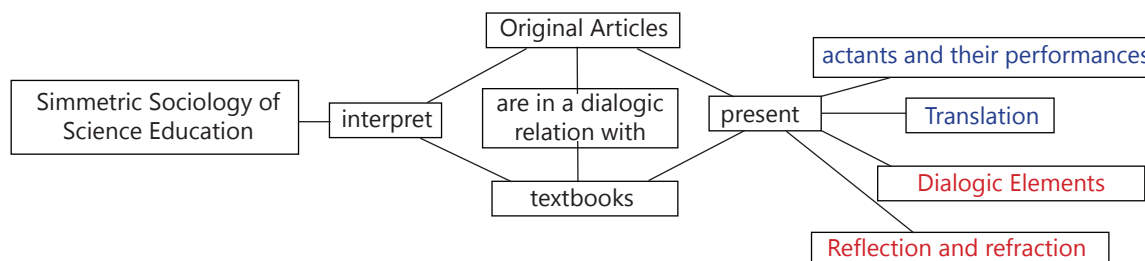 Original Articles
actants and their performances
Simmetric Sociology of
Science Education
interpret
are in a dialogic
relation with
present
Translation
textbooks
Dialogic Elements
Reflection and refraction